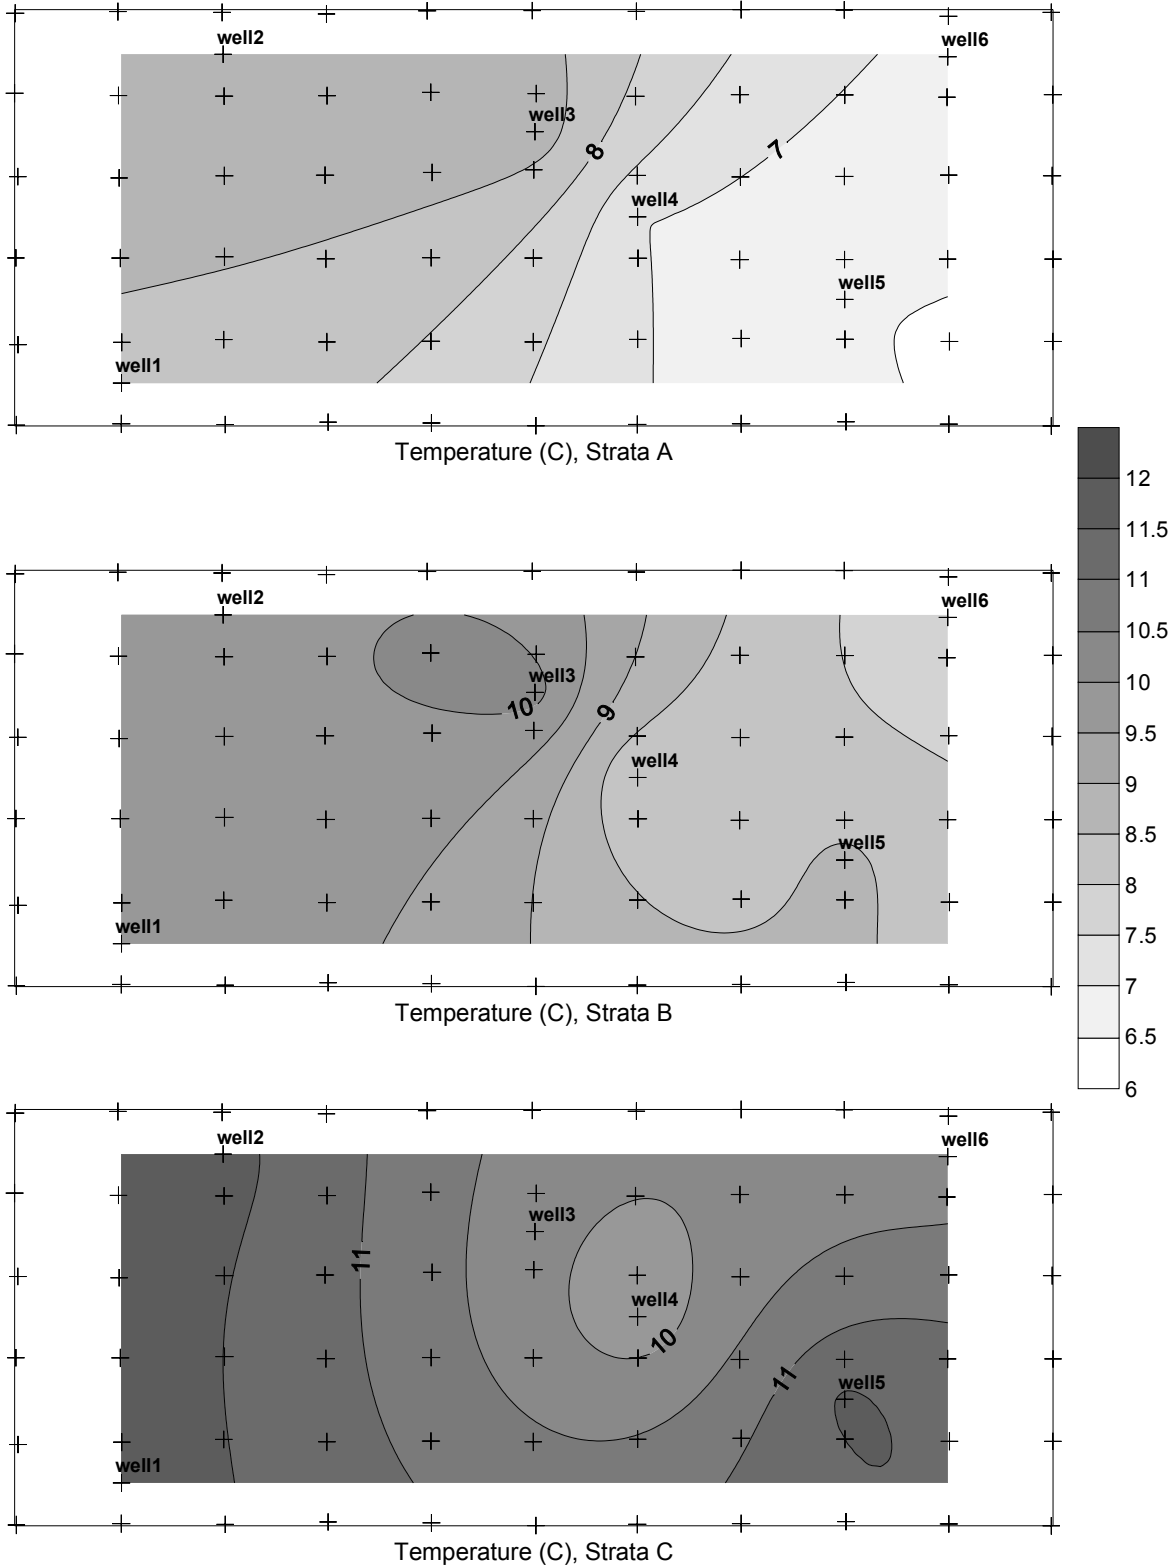 well2
well6
well3
8
7
well4
well5
well1
Temperature (C), Strata A
12
11.5
11
10.5
10
9.5
9
8.5
8
7.5
7
6.5
6
well2
well6
well3
10
9
well4
well5
well1
Temperature (C), Strata B
well2
well6
well3
11
well4
10
11
well5
well1
Temperature (C), Strata C